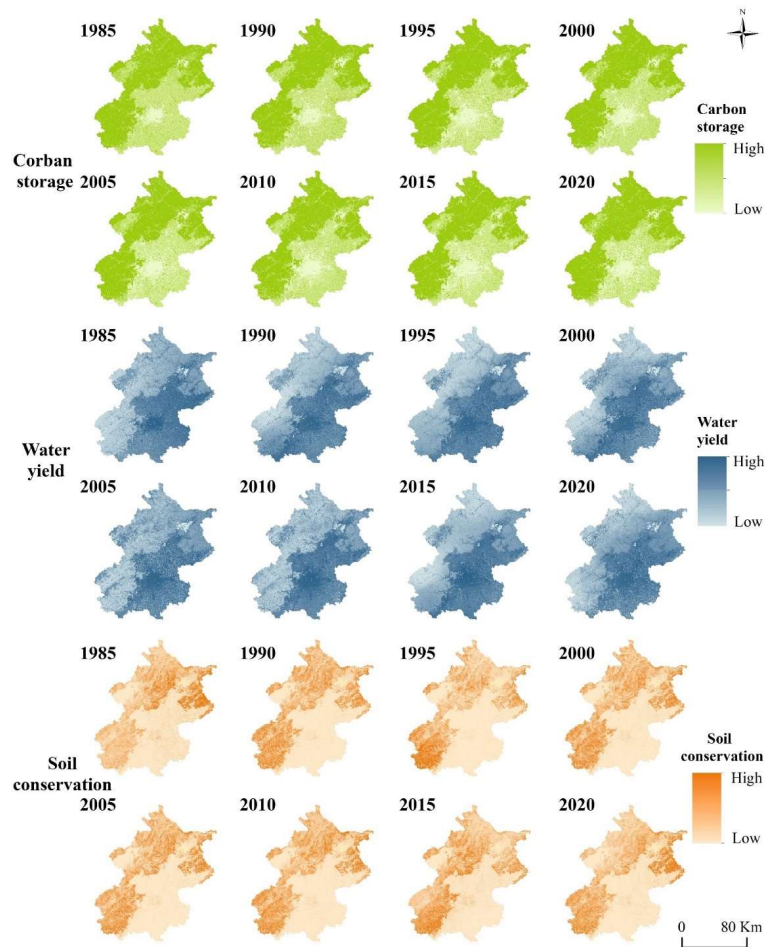 N
1985 1990 1995 2000
Carbon
storage
High
Low
Corban
storage
2005 2010 2015 2020
1985 1990 1995 2000
Water
yield
Water
yield
High
Low
2005 2010 2015 2020
1985 1990 1995 2000
Soil
conservation
Soil
conservation
High
Low
2005 2010 2015 2020
0 80 Km